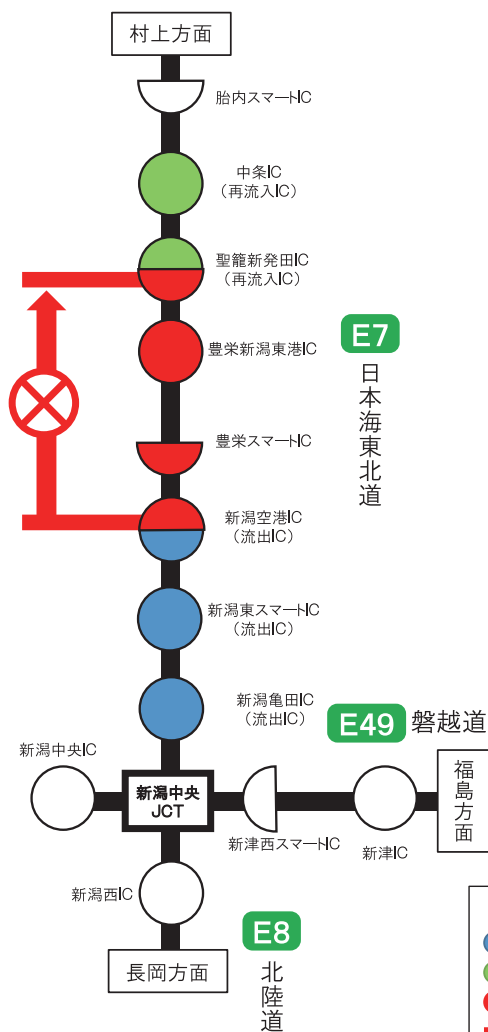 村上方面
胎内スマートIC
中条IC
（再流入IC）
聖籠新発田IC
（再流入IC）
豊栄新潟東港IC
E7
日本海東北道
豊栄スマートIC
新潟空港IC
（流出IC）
新潟東スマートIC
（流出IC）
新潟亀田IC
（流出IC）
E49 磐越道
新潟中央IC
新潟中央
JCT
新津西スマートIC
新津IC
福島方面
新潟西IC
E8
北陸道
長岡方面